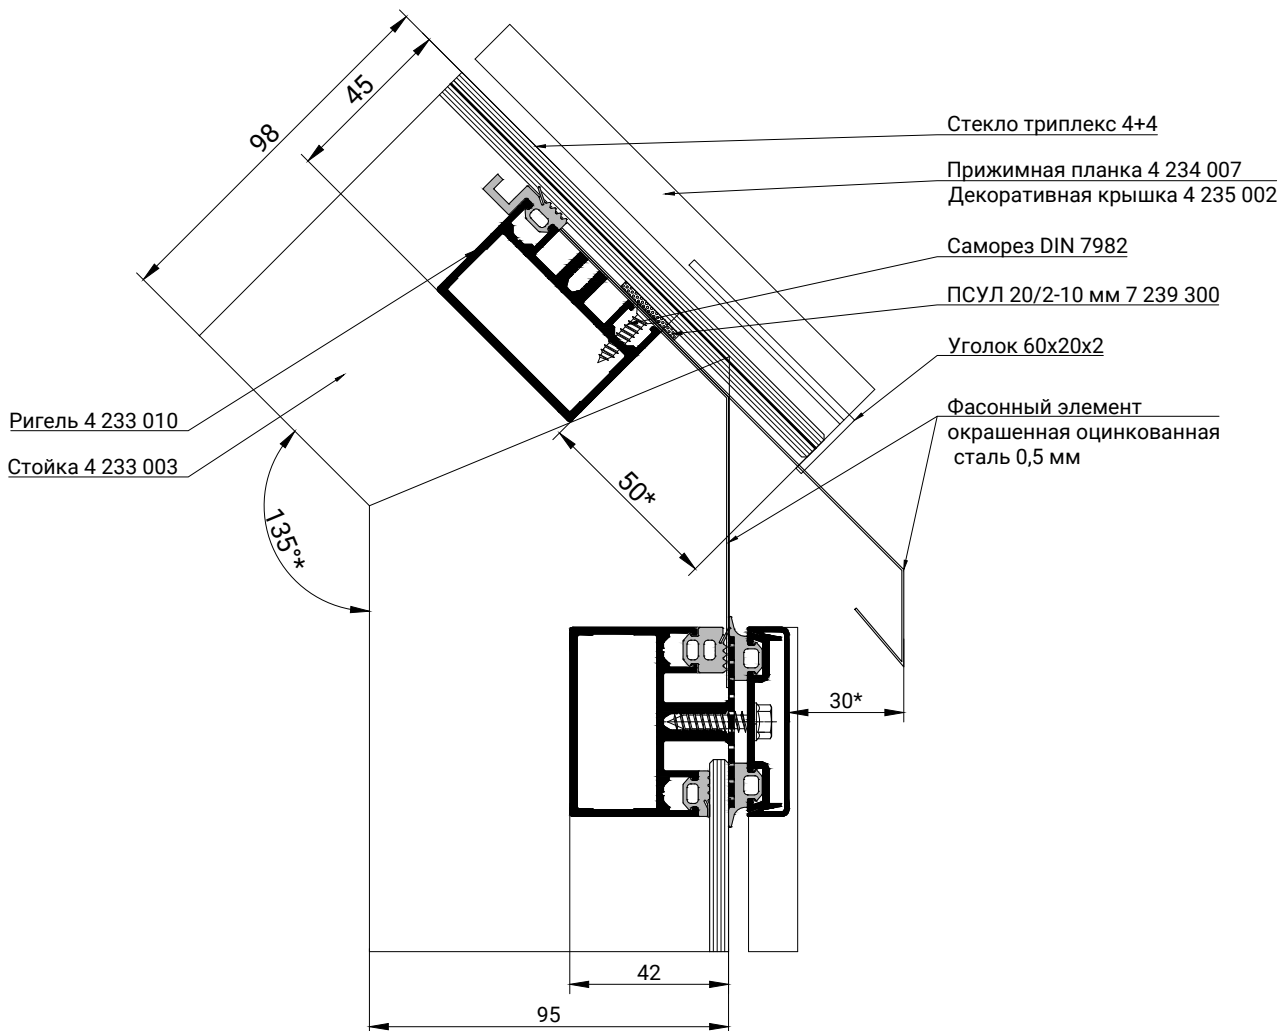 98
45
Стекло триплекс 4+4
Прижимная планка 4 234 007
Декоративная крышка 4 235 002
Саморез DIN 7982
ПСУЛ 20/2-10 мм 7 239 300
Уголок 60x20x2
Фасонный элемент
окрашенная оцинкованная
сталь 0,5 мм
Ригель 4 233 010
Стойка 4 233 003
50*
135°*
30*
42
95